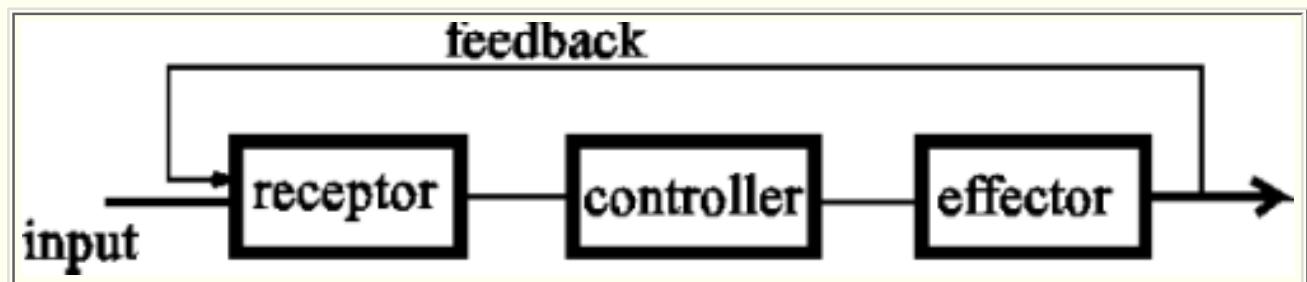 feedback
receptor
controller
effector
input